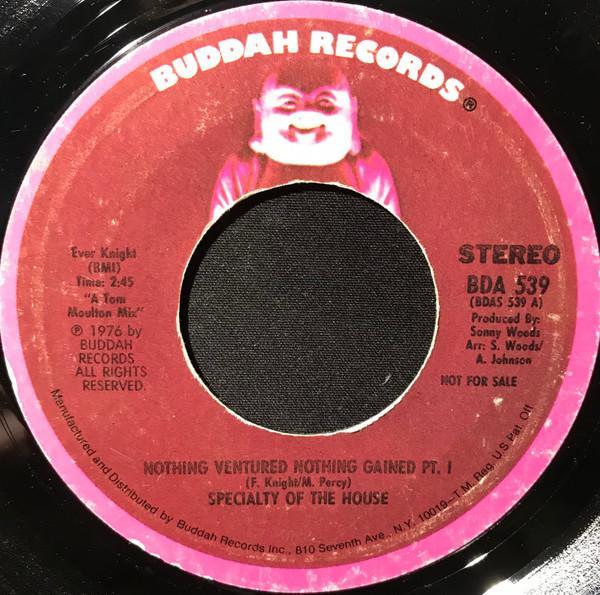 BUDDAH RECORDS®
Ever Knight
(BMI)
Time: 2:45
"A Tom
Moulton Mix"
℗ 1976 by
BUDDAH
RECORDS
ALL RIGHTS
RESERVED.
STEREO
BDA 539
(BDAS 539 A)
Produced By:
Sonny Woods
Arr: S. Woods/
A. Johnson
NOT FOR SALE
NOTHING VENTURED NOTHING GAINED PT. I
(F. Knight/M. Percy)
SPECIALTY OF THE HOUSE
Manufactured and Distributed by Buddah Records Inc., 810 Seventh Ave., N.Y. 10019–T.M. Reg. U.S. Pat. Off